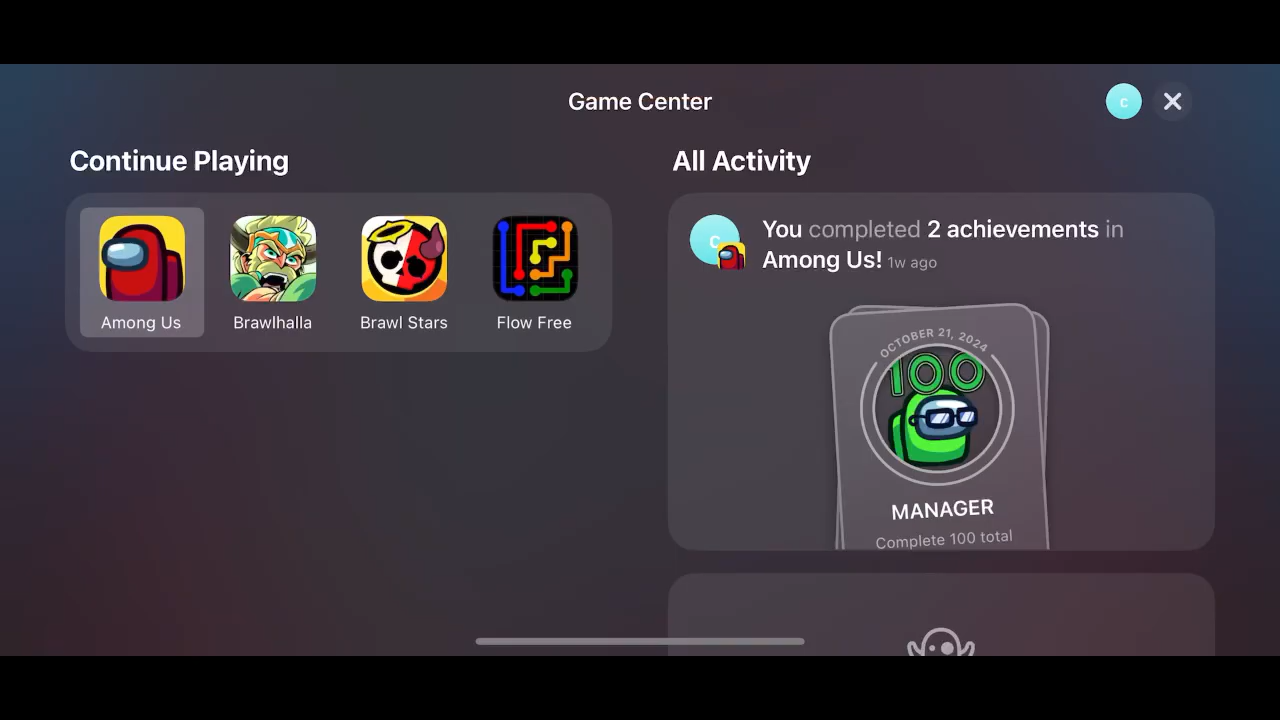 Game Center
C
Continue Playing
Among Us
Brawlhalla
Brawl Stars
Flow Free
All Activity
C
You completed 2 achievements in
Among Us! 1w ago
OCTOBER 21, 2024
100
MANAGER
Complete 100 total